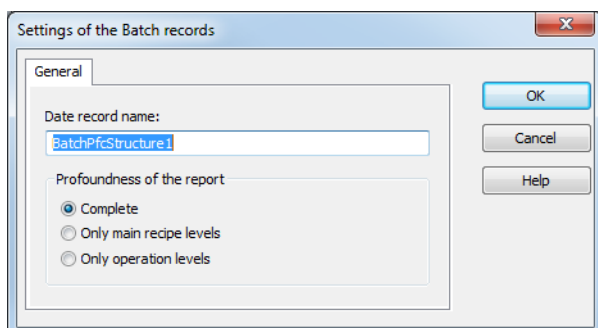 Settings of the Batch records
General
OK
Date record name:
BatchPfcStructure1
Cancel
Profoundness of the report
Help
Complete
Only main recipe levels
Only operation levels